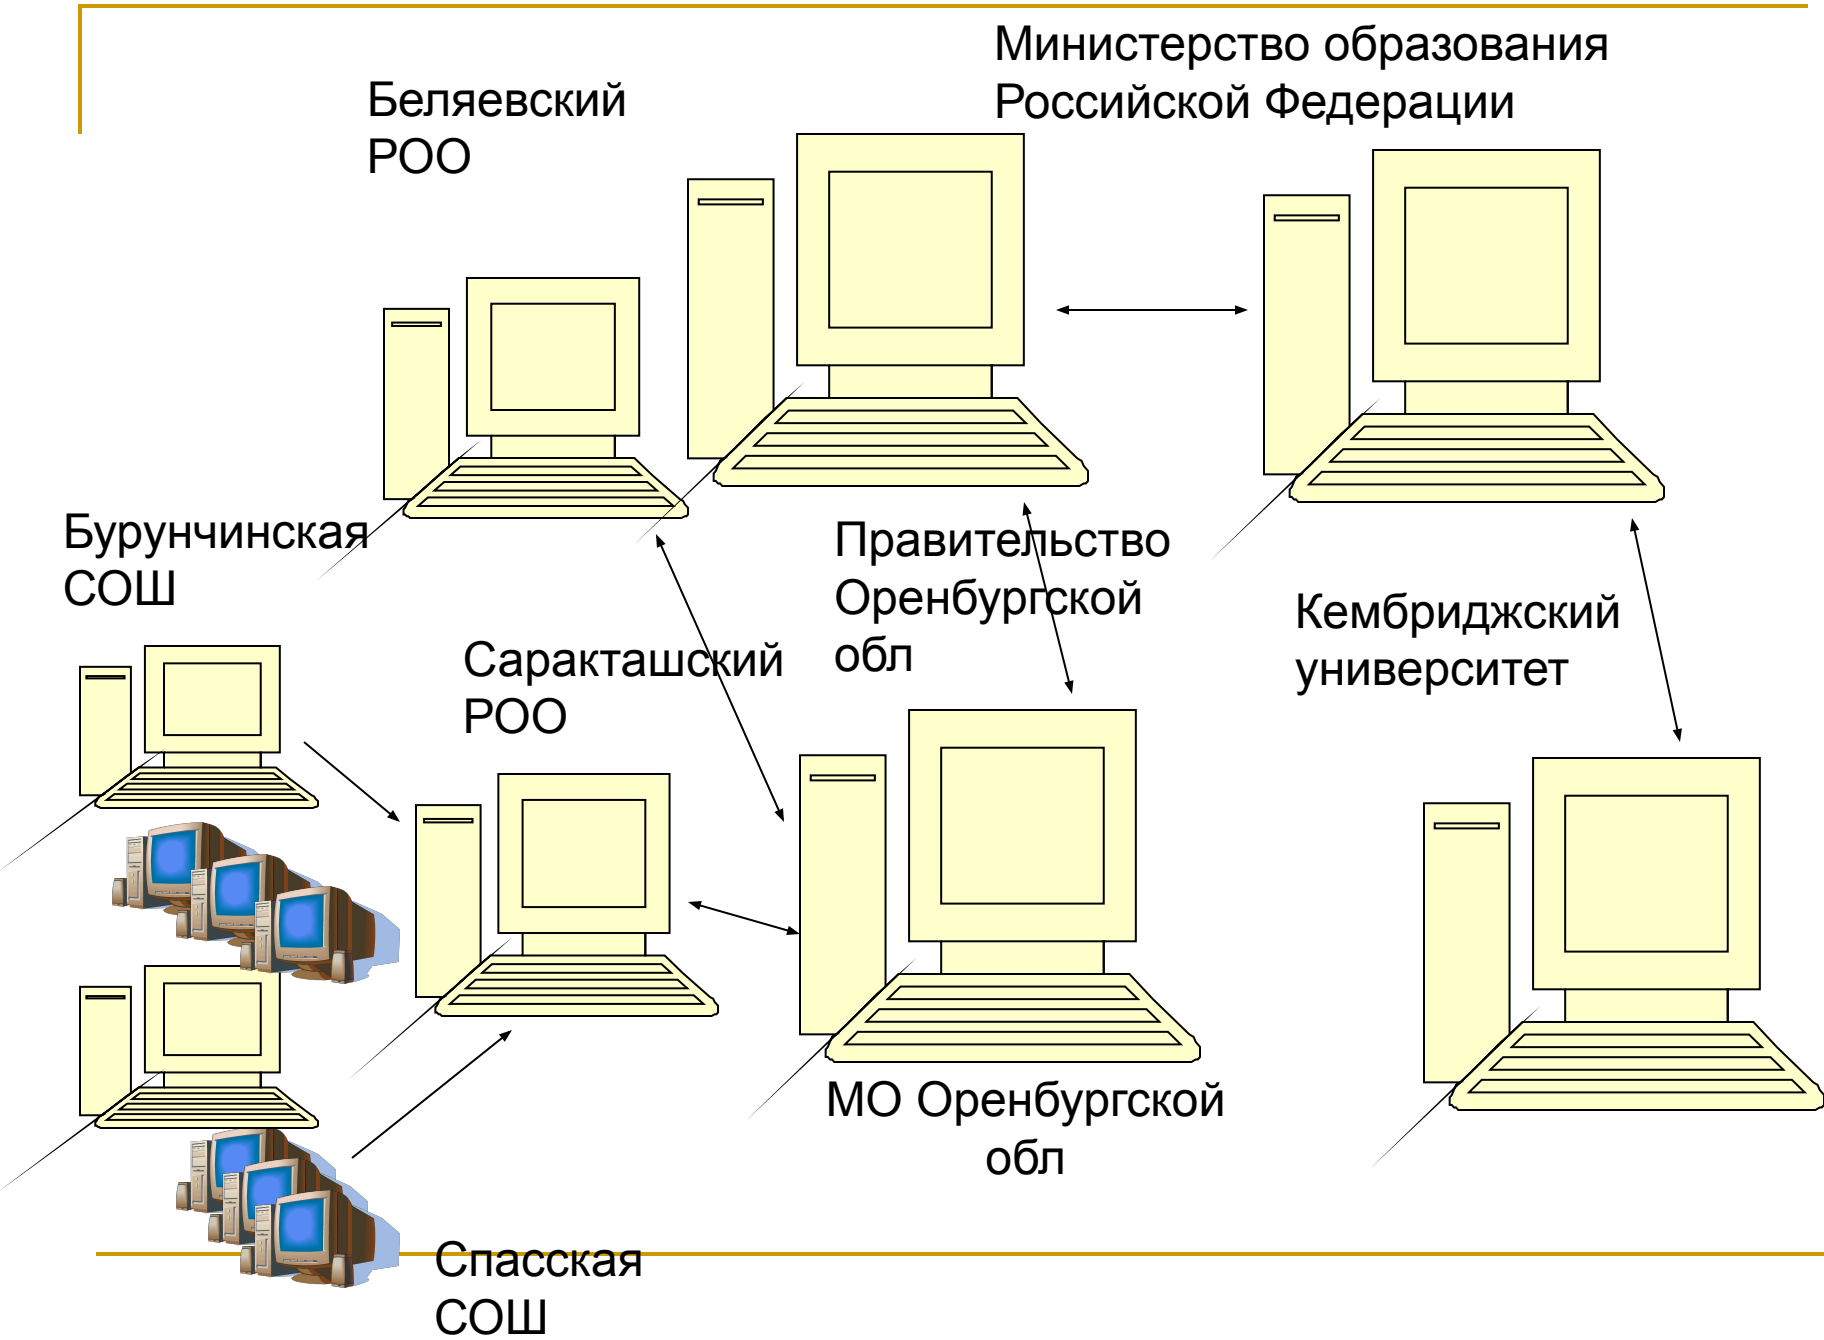 Министерство образования
Российской Федерации
Беляевский
РОО
Бурунчинская
СОШ
Правительство
Оренбургской
обл
Кембриджский
университет
Саракташский
РОО
МО Оренбургской
обл
Спасская
СОШ